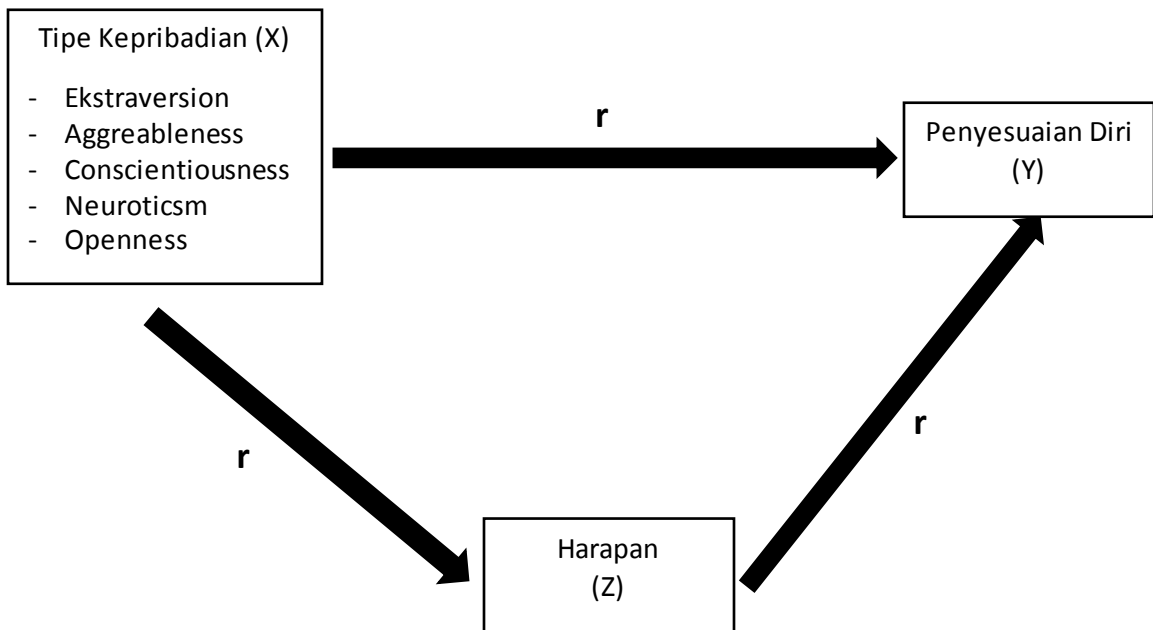 Tipe Kepribadian (X)
- Ekstraversion
- Aggreableness
- Conscientiousness
- Neuroticsm
- Openness
r
Penyesuaian Diri
(Y)
r
r
Harapan
(Z)